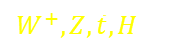 W⁺, Z, t, H